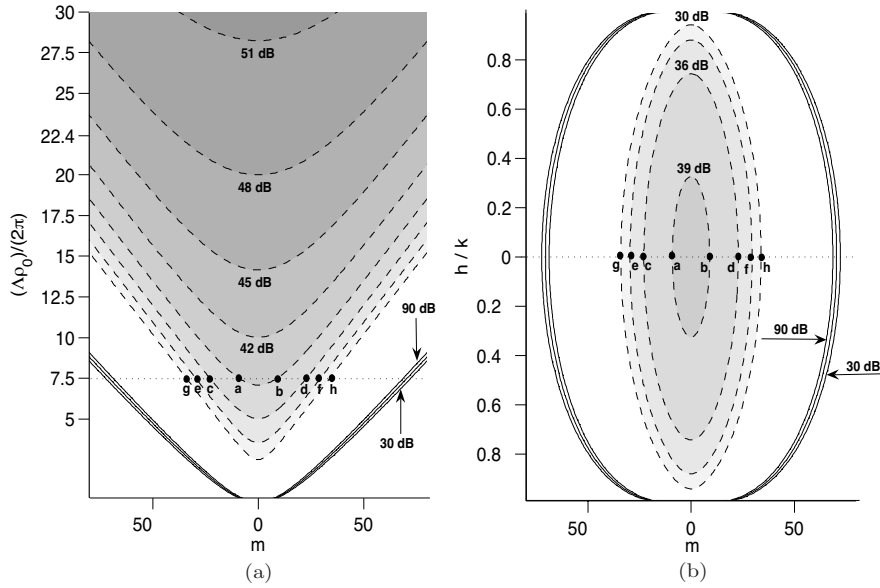 30
27.5
25
22.4
20
17.5
15
12.5
10
7.5
5
(Λρ₀)/(2π)
51 dB
48 dB
45 dB
42 dB
90 dB
30 dB
g e c a b d f h
50 0 50
m
(a)
0.8
0.6
0.4
0.2
0
0.2
0.4
0.6
0.8
h / k
30 dB
36 dB
39 dB
g e c a b d f h
90 dB
30 dB
50 0 50
m
(b)